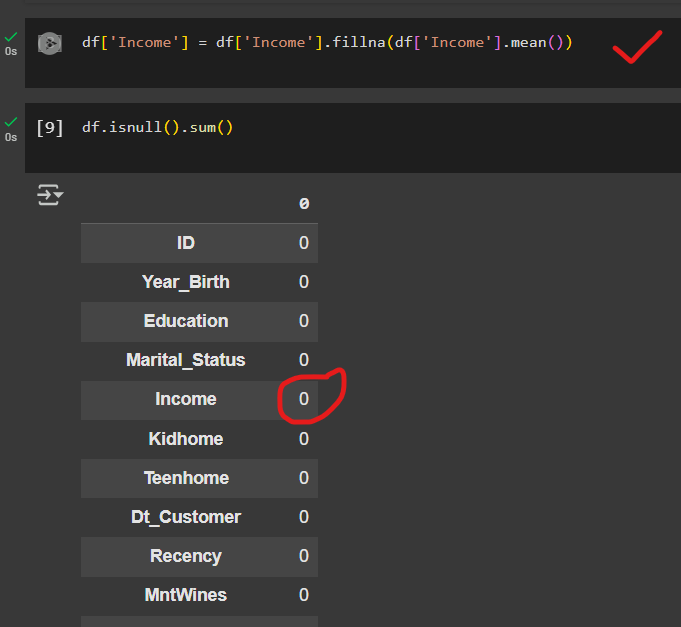 df['Income'] = df['Income'].fillna(df['Income'].mean())
0s
[9] df.isnull().sum()
0s
0
ID 0
Year_Birth 0
Education 0
Marital_Status 0
Income 0
Kidhome 0
Teenhome 0
Dt_Customer 0
Recency 0
MntWines 0